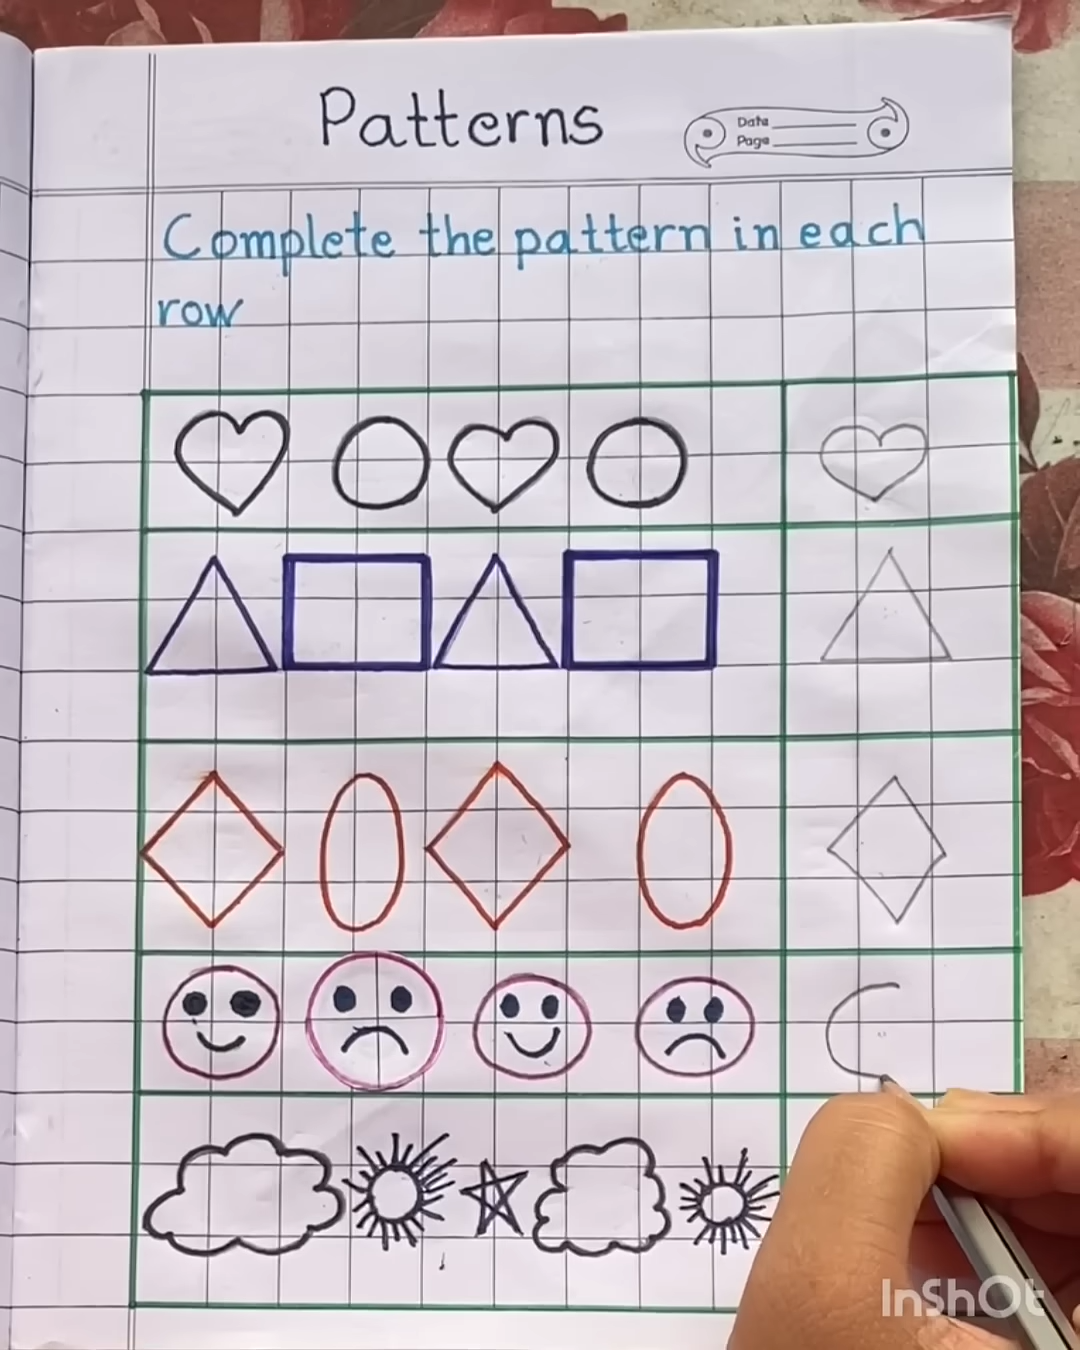 Patterns
Date
Page
Complete the pattern in each
row
InShOt